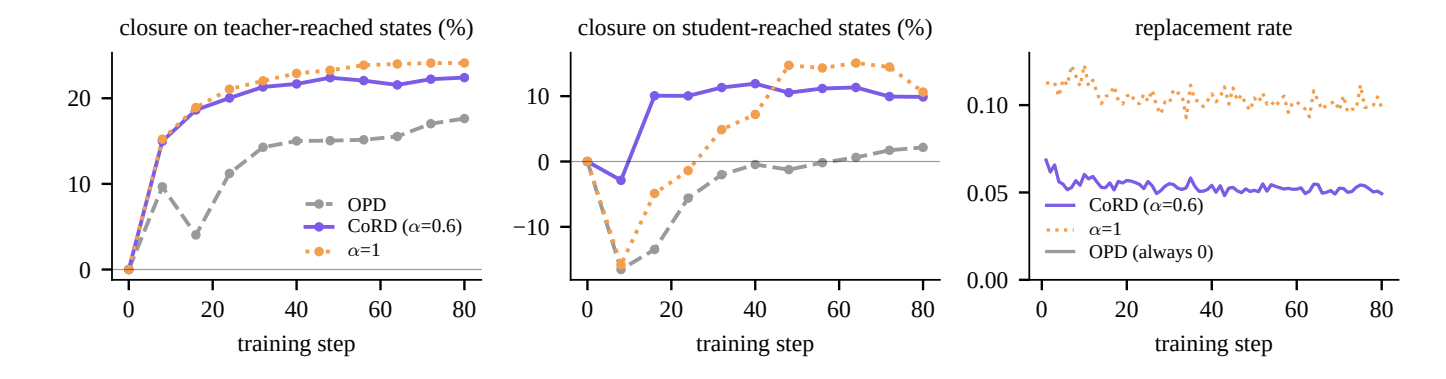 closure on teacher-reached states (%)
20
10
0
OPD
CoRD (α=0.6)
α=1
0 20 40 60 80
training step
closure on student-reached states (%)
10
0
−10
0 20 40 60 80
training step
replacement rate
0.10
0.05
0.00
CoRD (α=0.6)
α=1
OPD (always 0)
0 20 40 60 80
training step